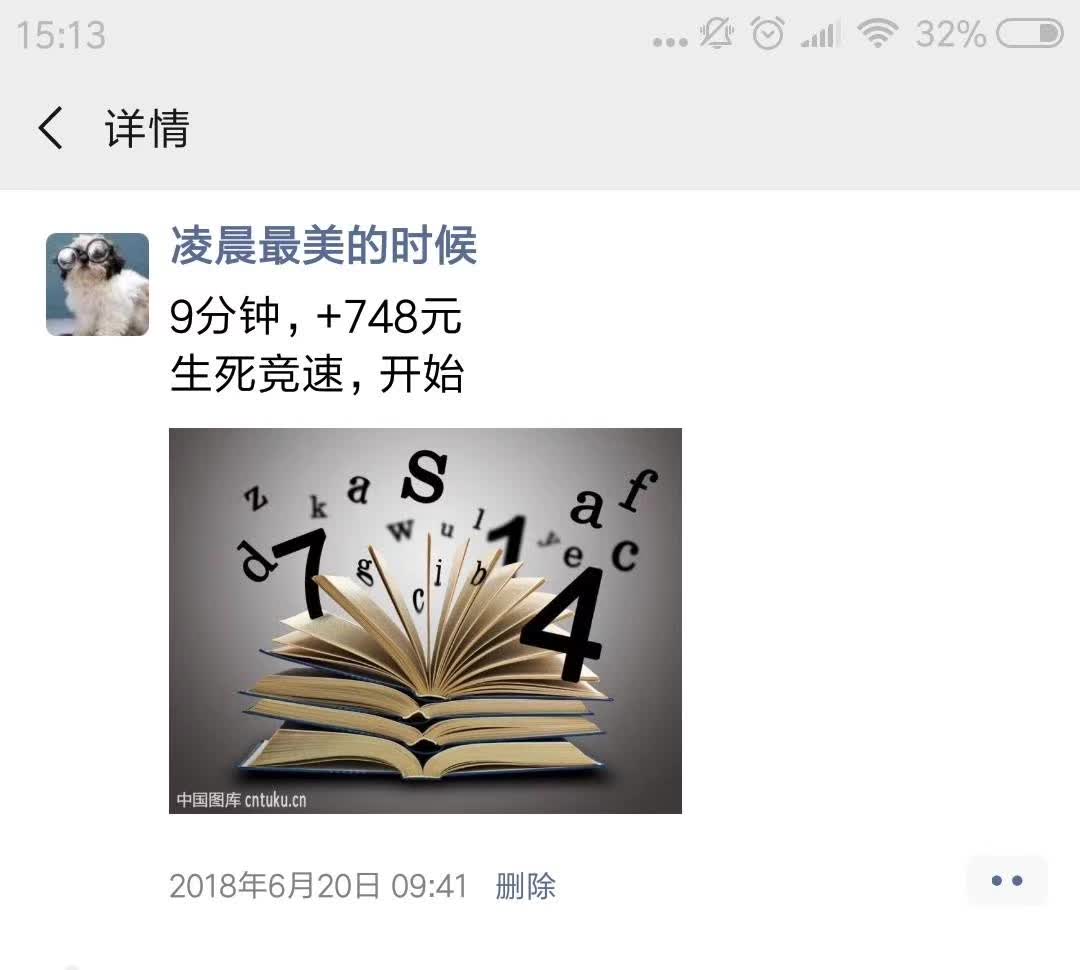 15:13
32%
详情
凌晨最美的时候
9分钟，+748元
生死竞速，开始
z k a S a f
w u l 1 y e c
d 7 g c j b 4
中国图库 cntuku.cn
2018年6月20日 09:41 删除